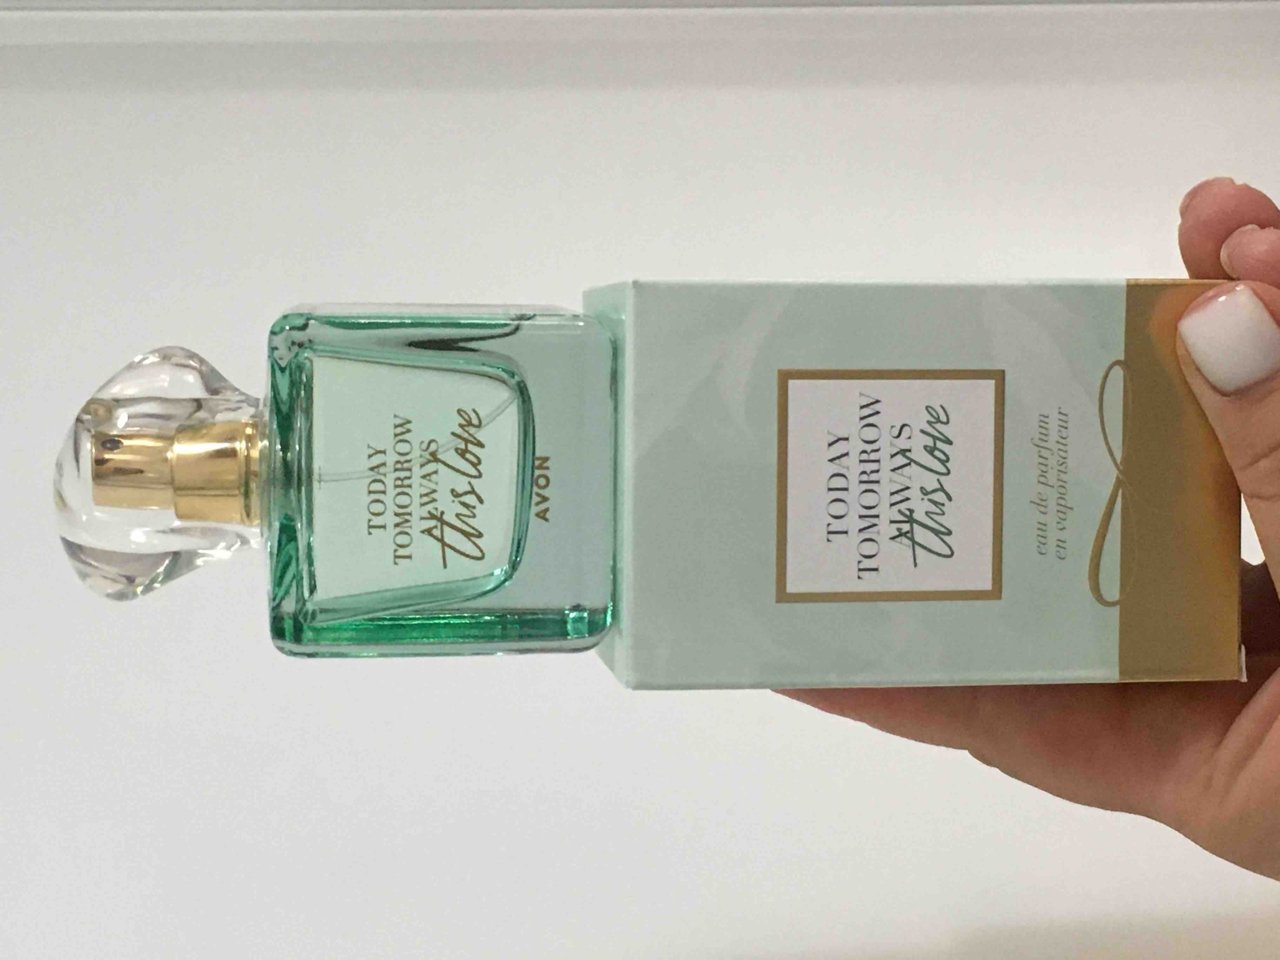 TODAY
TOMORROW
ALWAYS
this love
AVON
TODAY
TOMORROW
ALWAYS
this love
eau de parfum
en vaporisateur